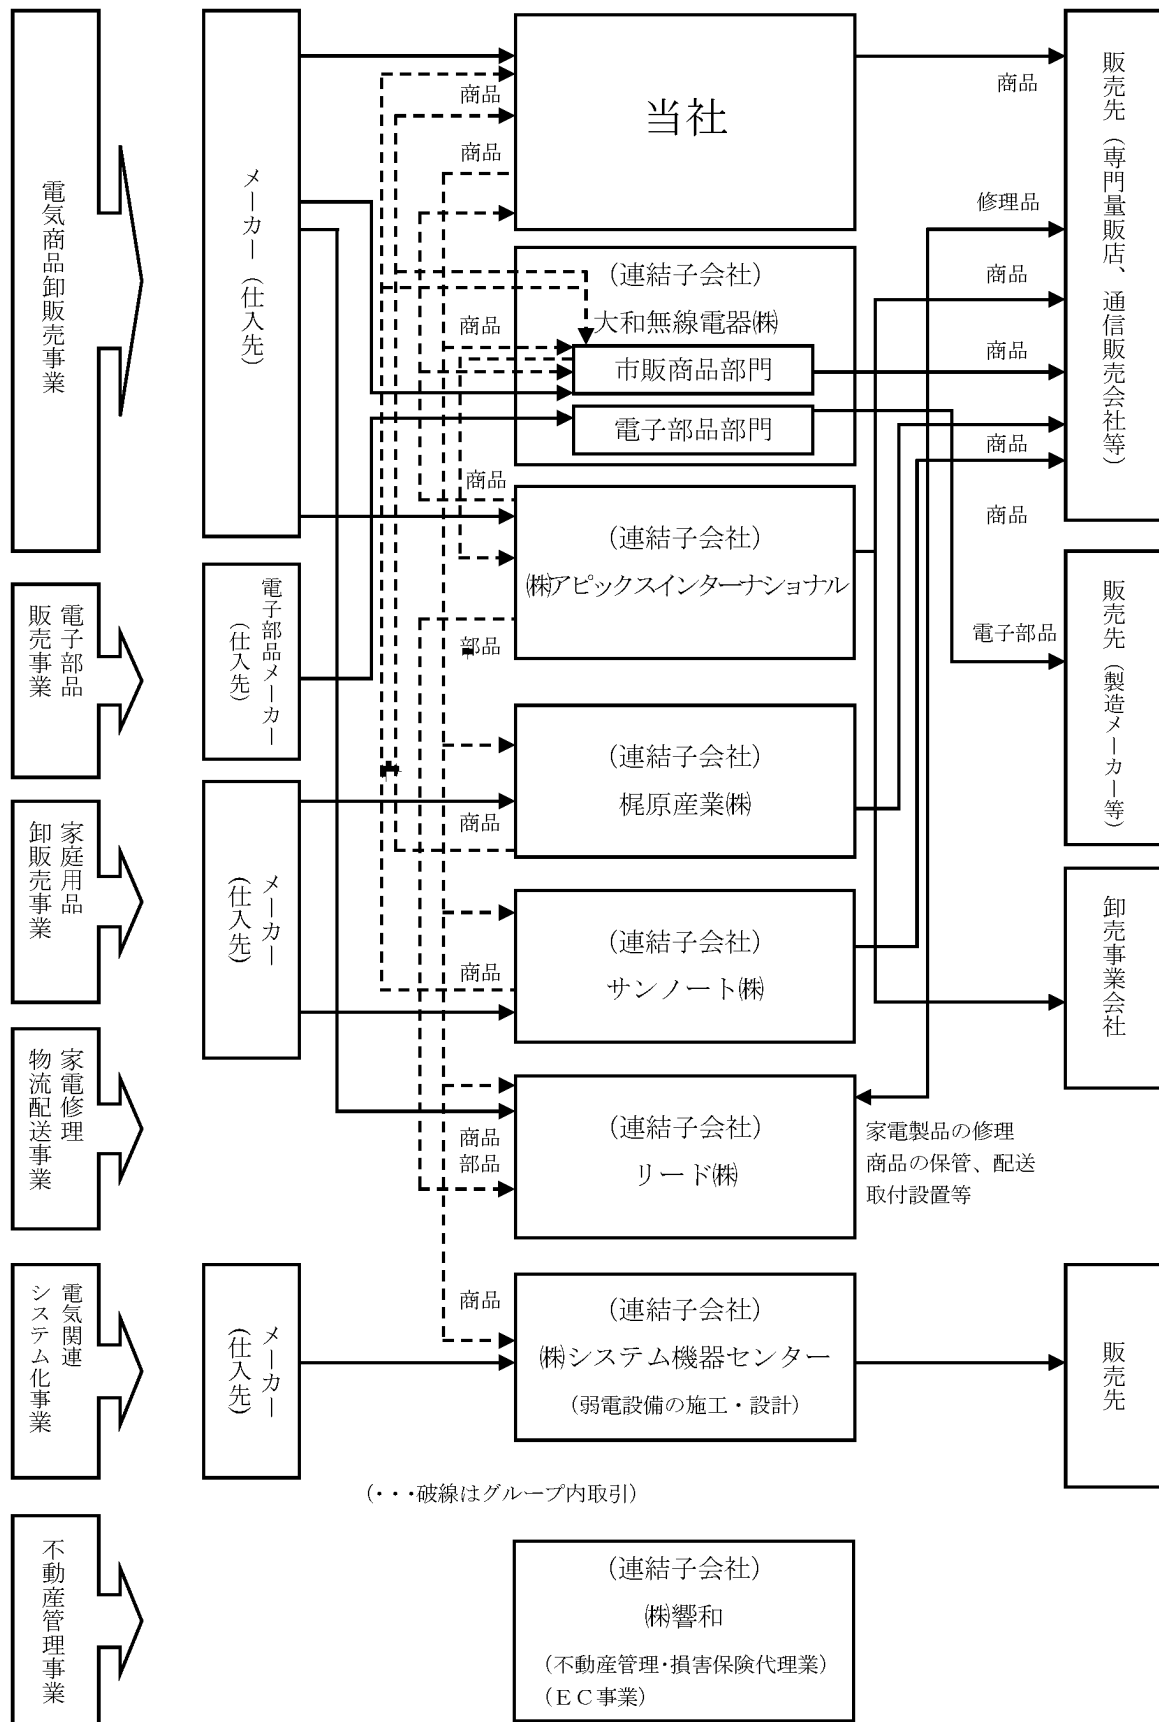 電気商品卸販売事業
電子部品
販売事業
家庭用品
卸販売事業
家電修理
物流配送事業
電気関連
システム化事業
不動産管理事業
メーカー（仕入先）
電子部品メーカー
（仕入先）
メーカー
（仕入先）
メーカー
（仕入先）
商品
商品
商品
商品
部品
商品
商品
商品
部品
商品
当社
（連結子会社）
大和無線電器㈱
市販商品部門
電子部品部門
（連結子会社）
㈱アピックスインターナショナル
（連結子会社）
梶原産業㈱
（連結子会社）
サンノート㈱
（連結子会社）
リード㈱
（連結子会社）
㈱システム機器センター
（弱電設備の施工・設計）
（・・・破線はグループ内取引）
（連結子会社）
㈱響和
（不動産管理・損害保険代理業）
（ＥＣ事業）
商品
修理品
商品
商品
商品
商品
電子部品
家電製品の修理
商品の保管、配送
取付設置等
販売先（専門量販店、通信販売会社等）
販売先（製造メーカー等）
卸売事業会社
販売先